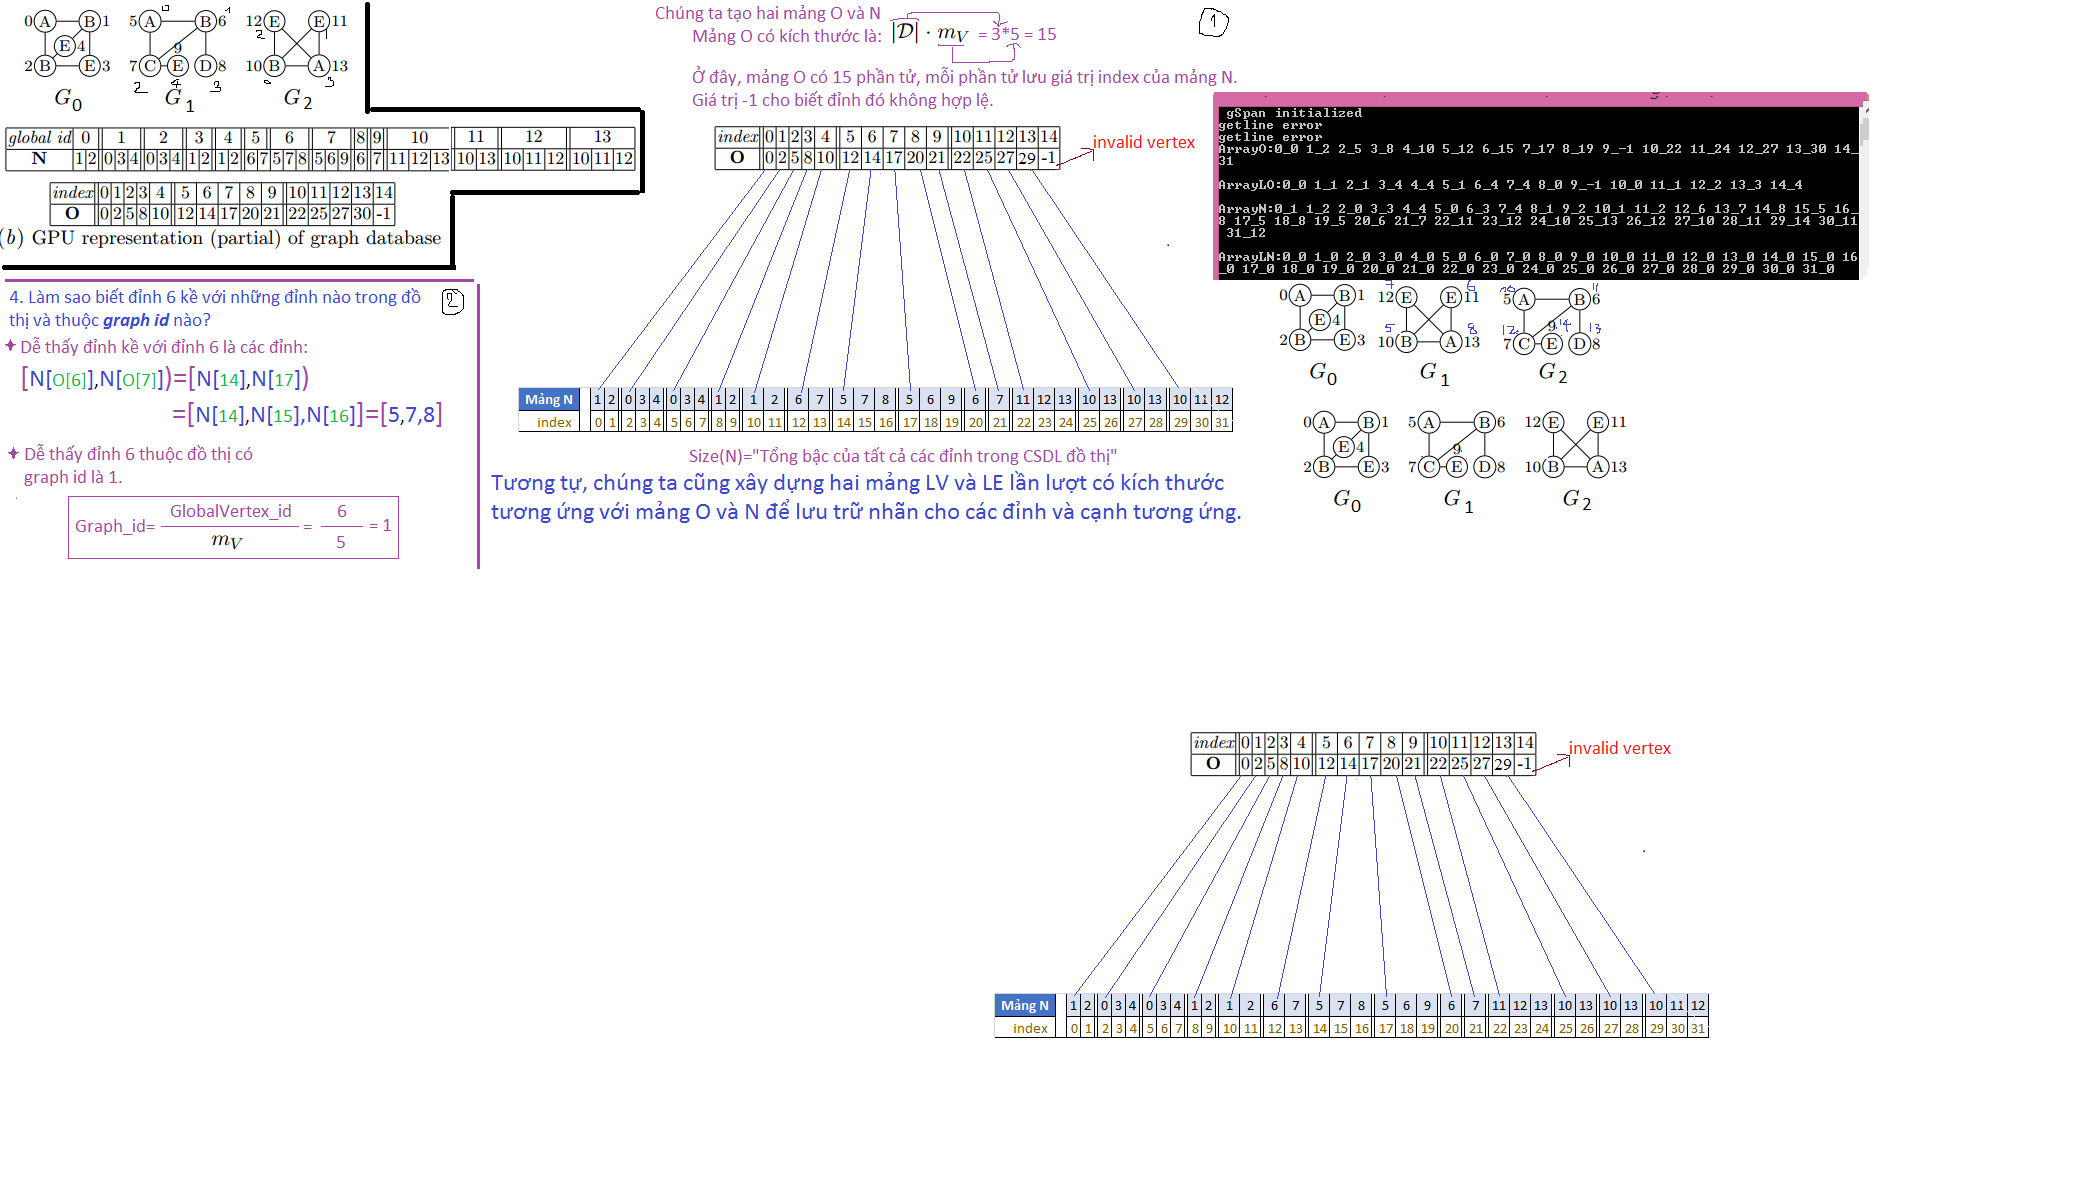 0 A B 1
E 4
2 B E 3
G0
5 A B 6
9
7 C E D 8
G1
12 E E 11
10 B A 13
G2
global id 0 1 2 3 4 5 6 7 8 9 10 11 12 13
N 1 2 0 3 4 0 3 4 1 2 1 2 6 7 5 7 8 5 6 9 6 7 11 12 13 10 13 10 11 12 10 11 12
index 0 1 2 3 4 5 6 7 8 9 10 11 12 13 14
O 0 2 5 8 10 12 14 17 20 21 22 25 27 30 -1
(b) GPU representation (partial) of graph database
4. Làm sao biết đỉnh 6 kề với những đỉnh nào trong đồ
thị và thuộc graph id nào?
2
Dễ thấy đỉnh kề với đỉnh 6 là các đỉnh:
[N[O[6]],N[O[7]])=[N[14],N[17])
=[N[14],N[15],N[16]]=[5,7,8]
Dễ thấy đỉnh 6 thuộc đồ thị có
graph id là 1.
Graph_id= GlobalVertex_id / mV = 6 / 5 = 1
Chúng ta tạo hai mảng O và N
Mảng O có kích thước là: |D| · mV = 3*5 = 15
1
Ở đây, mảng O có 15 phần tử, mỗi phần tử lưu giá trị index của mảng N.
Giá trị -1 cho biết đỉnh đó không hợp lệ.
index 0 1 2 3 4 5 6 7 8 9 10 11 12 13 14
O 0 2 5 8 10 12 14 17 20 21 22 25 27 29 -1
invalid vertex
Mảng N 1 2 0 3 4 0 3 4 1 2 1 2 6 7 5 7 8 5 6 9 6 7 11 12 13 10 13 10 13 10 11 12
index 0 1 2 3 4 5 6 7 8 9 10 11 12 13 14 15 16 17 18 19 20 21 22 23 24 25 26 27 28 29 30 31
Size(N)="Tổng bậc của tất cả các đỉnh trong CSDL đồ thị"
Tương tự, chúng ta cũng xây dựng hai mảng LV và LE lần lượt có kích thước
tương ứng với mảng O và N để lưu trữ nhãn cho các đỉnh và cạnh tương ứng.
gSpan initialized
getline error
getline error
ArrayO:0_0 1_2 2_5 3_8 4_10 5_12 6_15 7_17 8_19 9_-1 10_22 11_24 12_27 13_30 14_
31
ArrayLO:0_0 1_1 2_1 3_4 4_4 5_1 6_4 7_4 8_0 9_-1 10_0 11_1 12_2 13_3 14_4
ArrayN:0_1 1_2 2_0 3_3 4_4 5_0 6_3 7_4 8_1 9_2 10_1 11_2 12_6 13_7 14_8 15_5 16_
8 17_5 18_8 19_5 20_6 21_7 22_11 23_12 24_10 25_13 26_12 27_10 28_11 29_14 30_11
31_12
ArrayLN:0_0 1_0 2_0 3_0 4_0 5_0 6_0 7_0 8_0 9_0 10_0 11_0 12_0 13_0 14_0 15_0 16
_0 17_0 18_0 19_0 20_0 21_0 22_0 23_0 24_0 25_0 26_0 27_0 28_0 29_0 30_0 31_0
0 A B 1
E 4
2 B E 3
G0
12 E E 11
5 8
10 B A 13
G1
5 A B 6
12 9 14 13
7 C E D 8
G2
0 A B 1
E 4
2 B E 3
G0
5 A B 6
9
7 C E D 8
G1
12 E E 11
10 B A 13
G2
index 0 1 2 3 4 5 6 7 8 9 10 11 12 13 14
O 0 2 5 8 10 12 14 17 20 21 22 25 27 29 -1
invalid vertex
Mảng N 1 2 0 3 4 0 3 4 1 2 1 2 6 7 5 7 8 5 6 9 6 7 11 12 13 10 13 10 13 10 11 12
index 0 1 2 3 4 5 6 7 8 9 10 11 12 13 14 15 16 17 18 19 20 21 22 23 24 25 26 27 28 29 30 31